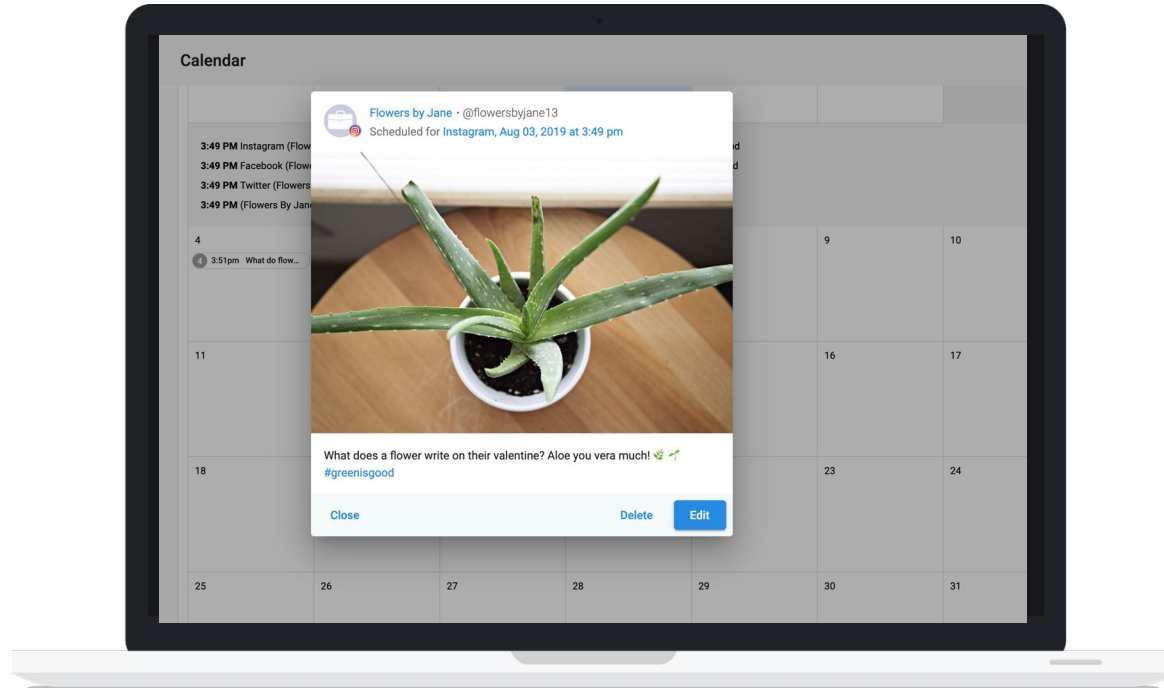 Calendar
Flowers by Jane · @flowersbyjane13
Scheduled for Instagram, Aug 03, 2019 at 3:49 pm
3:49 PM Instagram (Flow
3:49 PM Facebook (Flow
3:49 PM Twitter (Flowers
3:49 PM (Flowers By Jan
4
9
10
4 3:51pm What do flow...
11
16
17
What does a flower write on their valentine? Aloe you vera much! 🌿 🌱
#greenisgood
18
23
24
Close
Delete
Edit
25
26
27
28
29
30
31